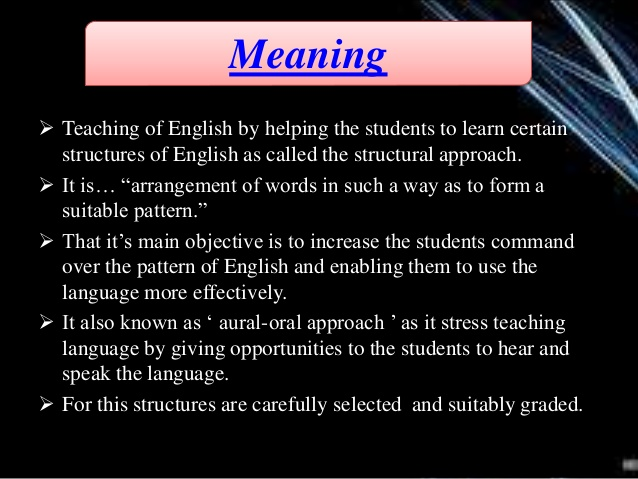 Meaning
➢ Teaching of English by helping the students to learn certain
structures of English as called the structural approach.
➢ It is… “arrangement of words in such a way as to form a
suitable pattern.”
➢ That it’s main objective is to increase the students command
over the pattern of English and enabling them to use the
language more effectively.
➢ It also known as ‘ aural-oral approach ’ as it stress teaching
language by giving opportunities to the students to hear and
speak the language.
➢ For this structures are carefully selected  and suitably graded.